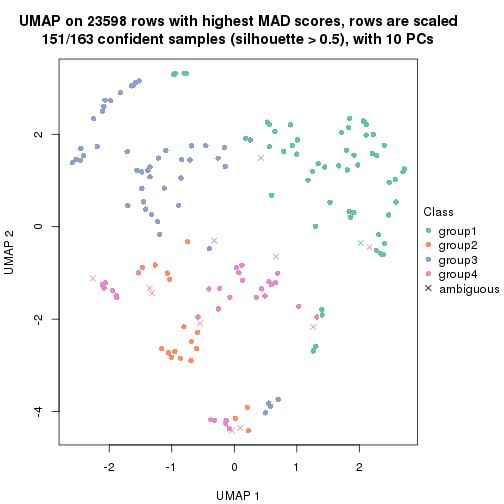 UMAP on 23598 rows with highest MAD scores, rows are scaled
151/163 confident samples (silhouette > 0.5), with 10 PCs
2
0
-2
-4
UMAP 2
-2
-1
0
1
2
UMAP 1
Class
group1
group2
group3
group4
ambiguous